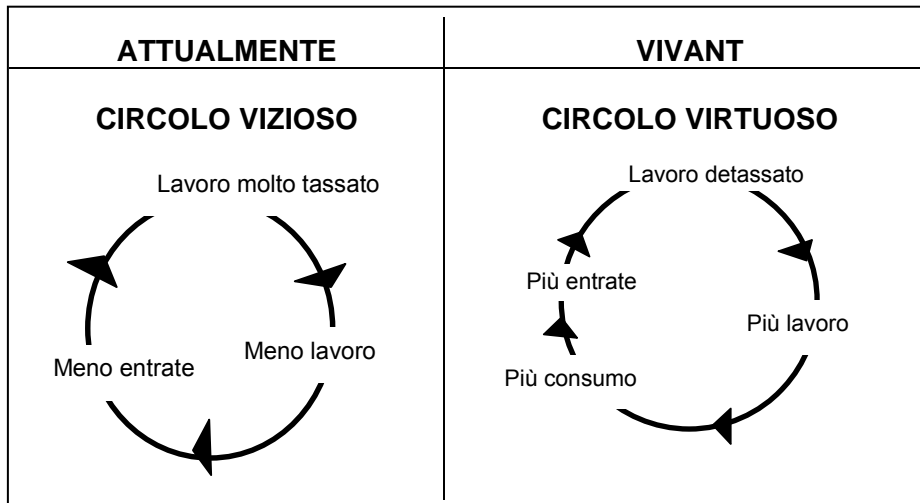 ATTUALMENTE
VIVANT
CIRCOLO VIZIOSO
Lavoro molto tassato
Meno lavoro
Meno entrate
CIRCOLO VIRTUOSO
Lavoro detassato
Più entrate
Più lavoro
Più consumo